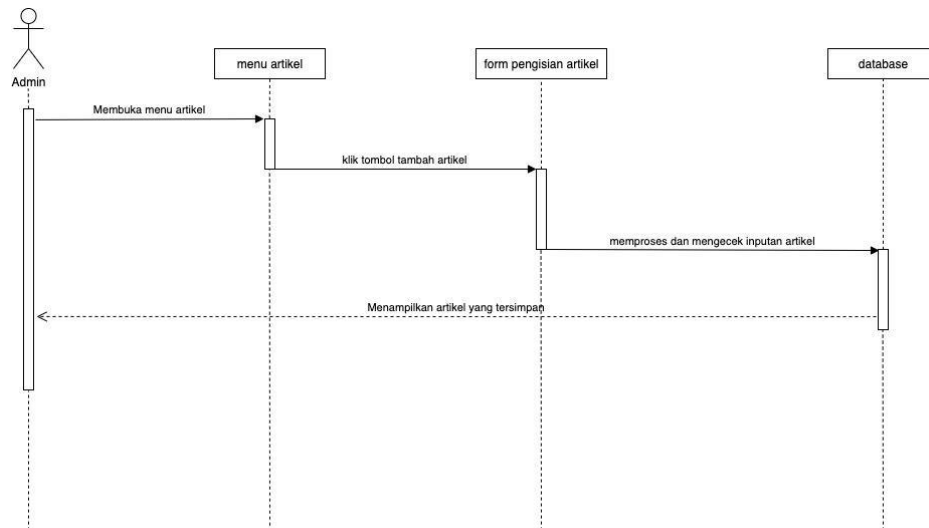 Admin
menu artikel
form pengisian artikel
database
Membuka menu artikel
klik tombol tambah artikel
memproses dan mengecek inputan artikel
Menampilkan artikel yang tersimpan